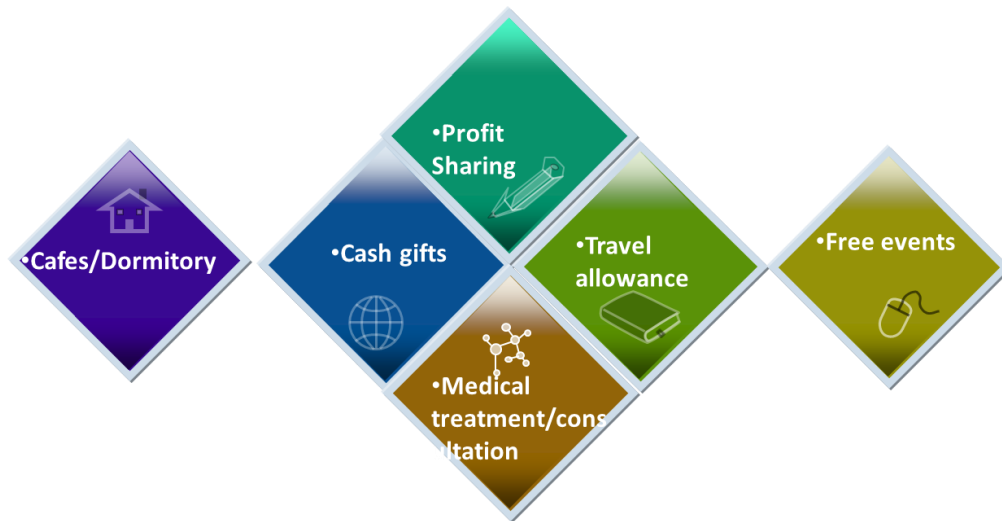 •Profit
Sharing
•Cafes/Dormitory
•Cash gifts
•Travel
allowance
•Free events
•Medical
treatment/cons
ultation